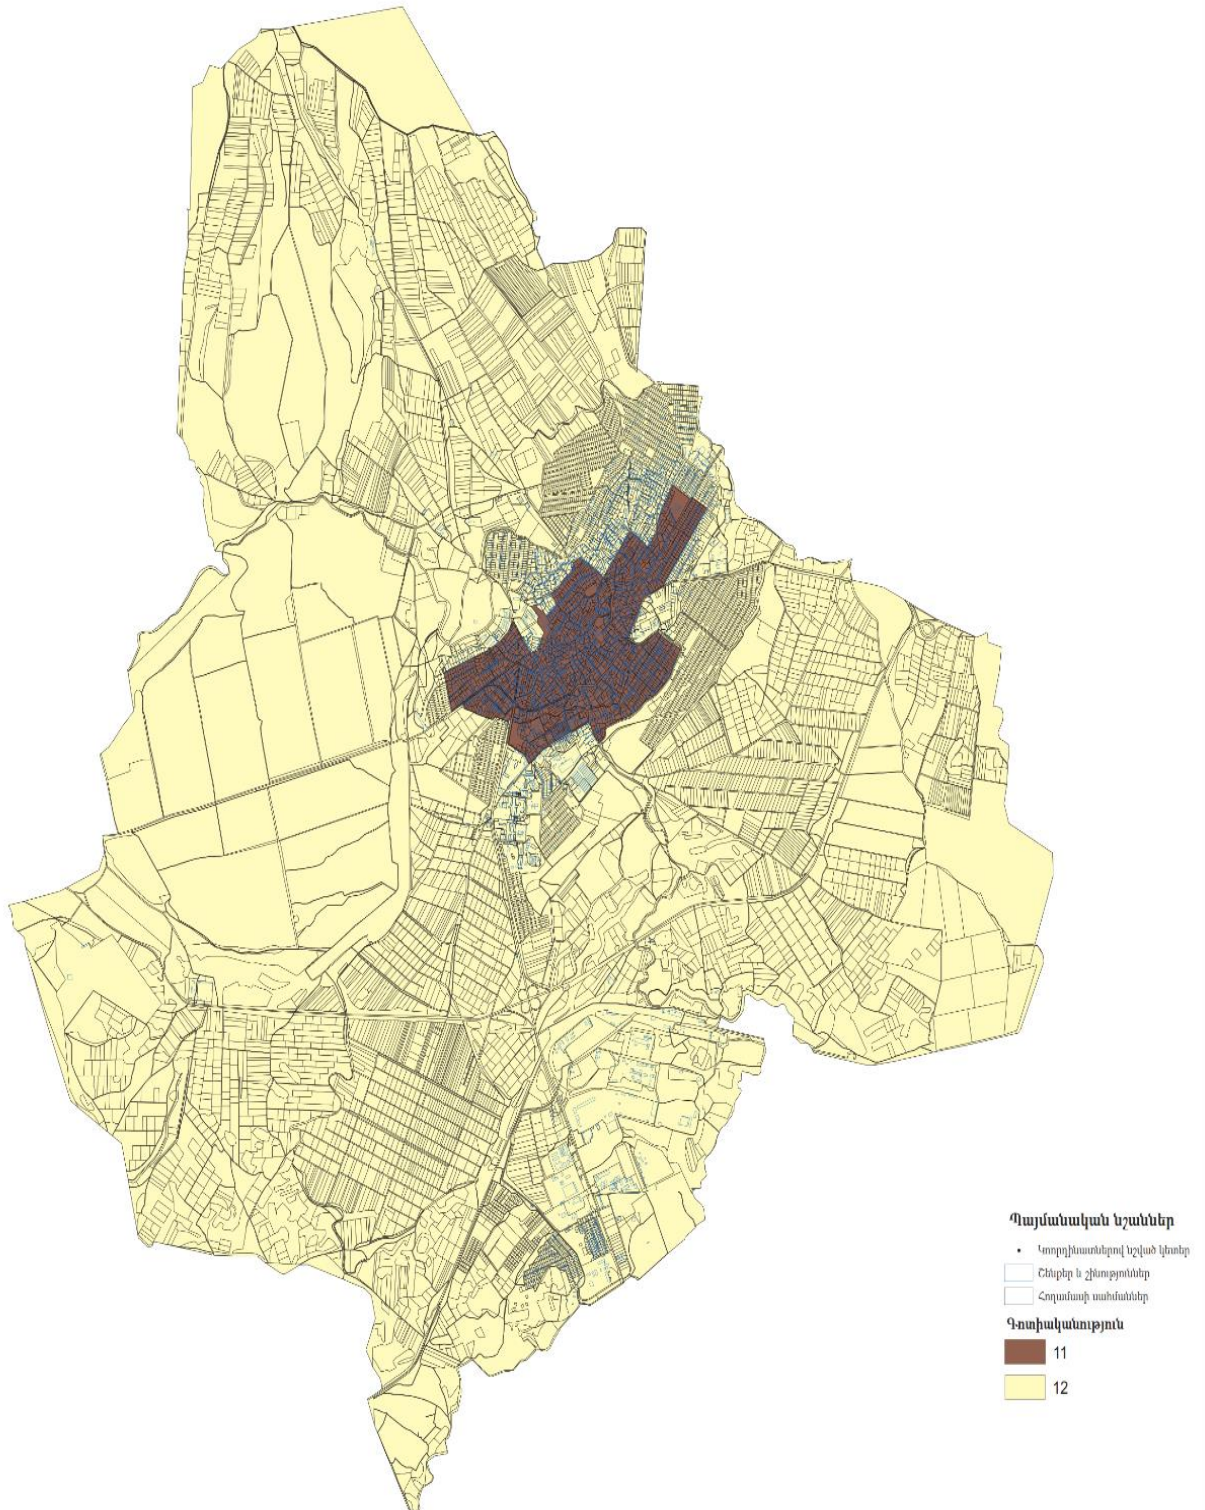 Պայմանական նշաններ
Կոորդինատներով նշված կետեր
Շենքեր և շինություններ
Հողամասի սահմաններ
Գոտիականություն
11
12